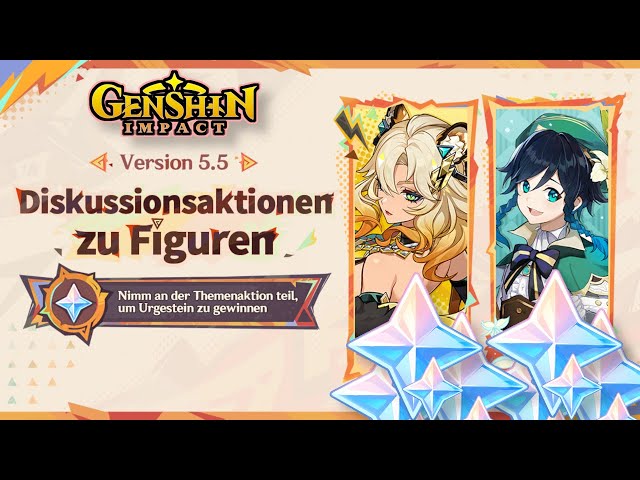 GENSHIN
IMPACT
Version 5.5
Diskussionsaktionen
zu Figuren
Nimm an der Themenaktion teil,
um Urgestein zu gewinnen